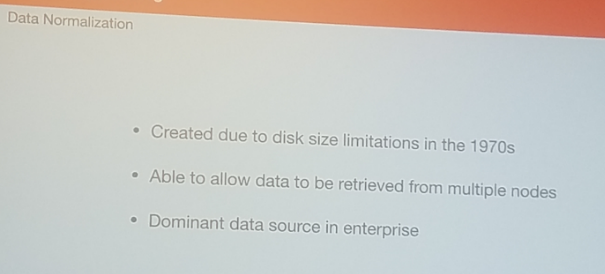 Data Normalization
• Created due to disk size limitations in the 1970s
• Able to allow data to be retrieved from multiple nodes
• Dominant data source in enterprise